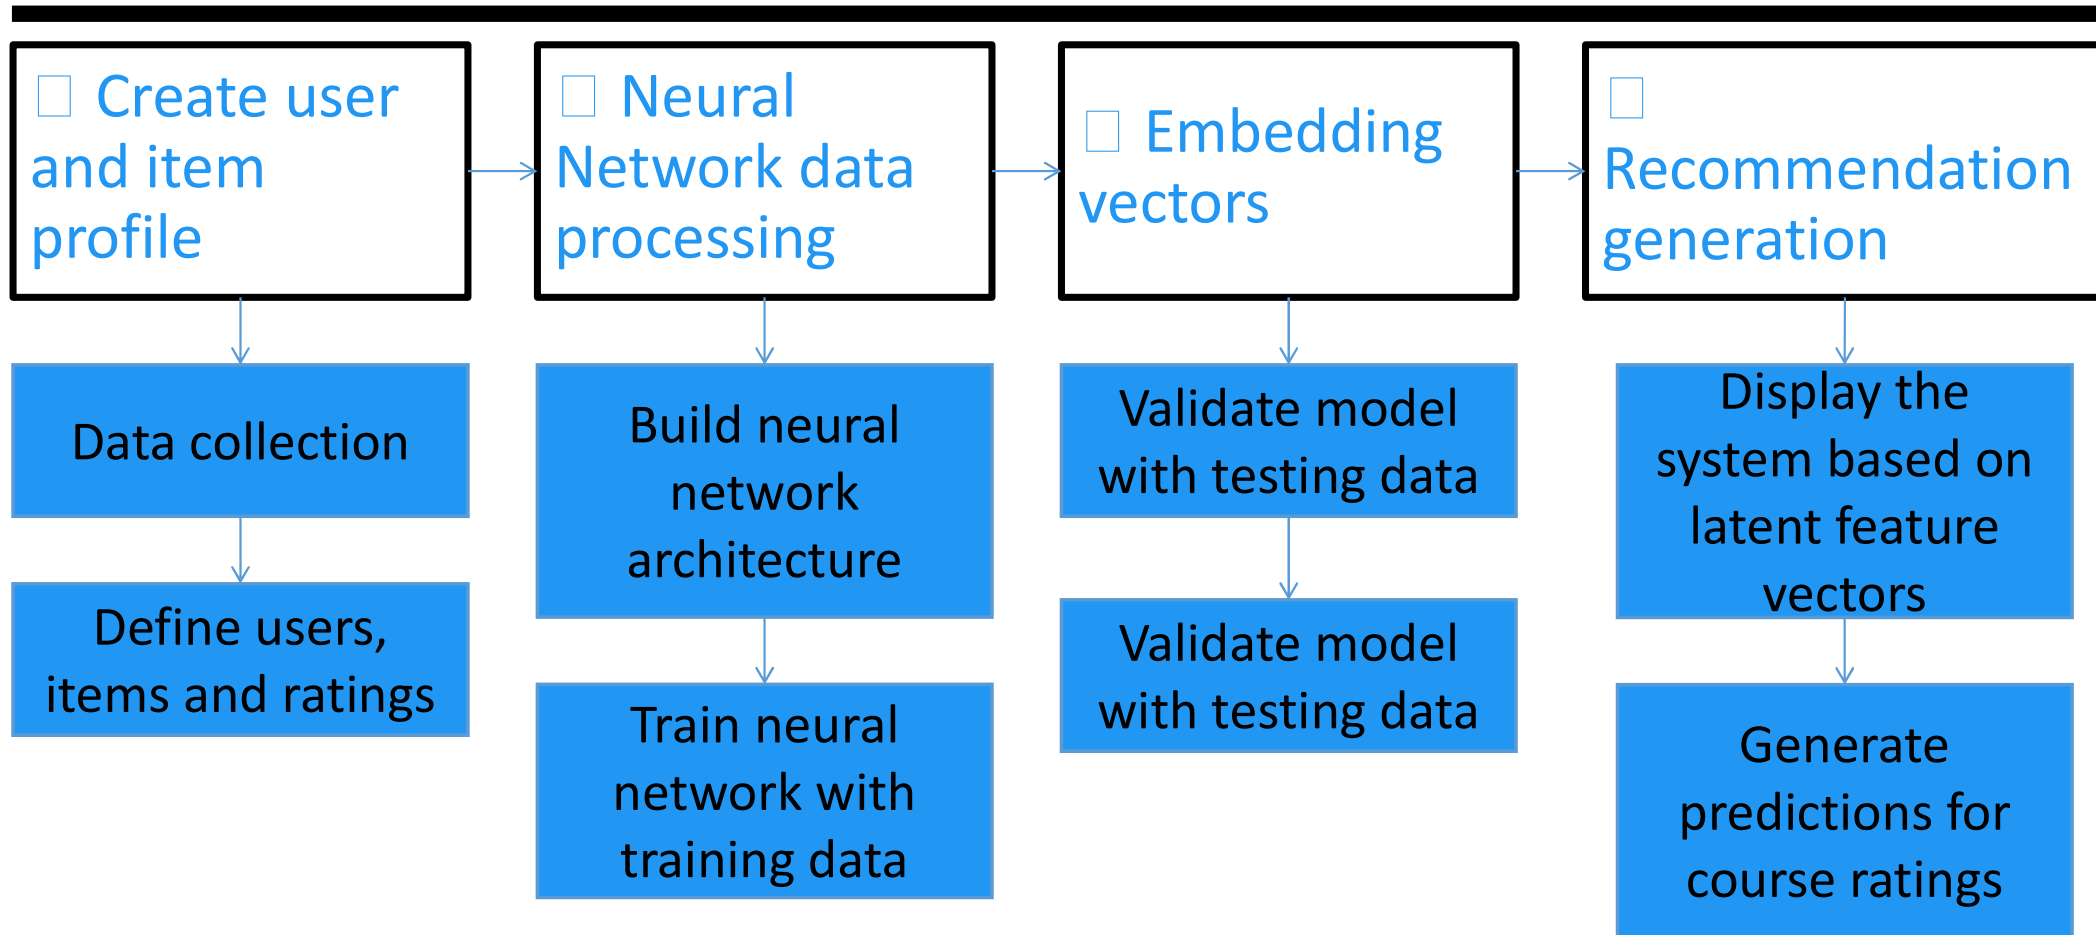 Create user
and item
profile
Neural
Network data
processing
Embedding
vectors
Recommendation
generation
Data collection
Define users,
items and ratings
Build neural
network
architecture
Train neural
network with
training data
Validate model
with testing data
Validate model
with testing data
Display the
system based on
latent feature
vectors
Generate
predictions for
course ratings